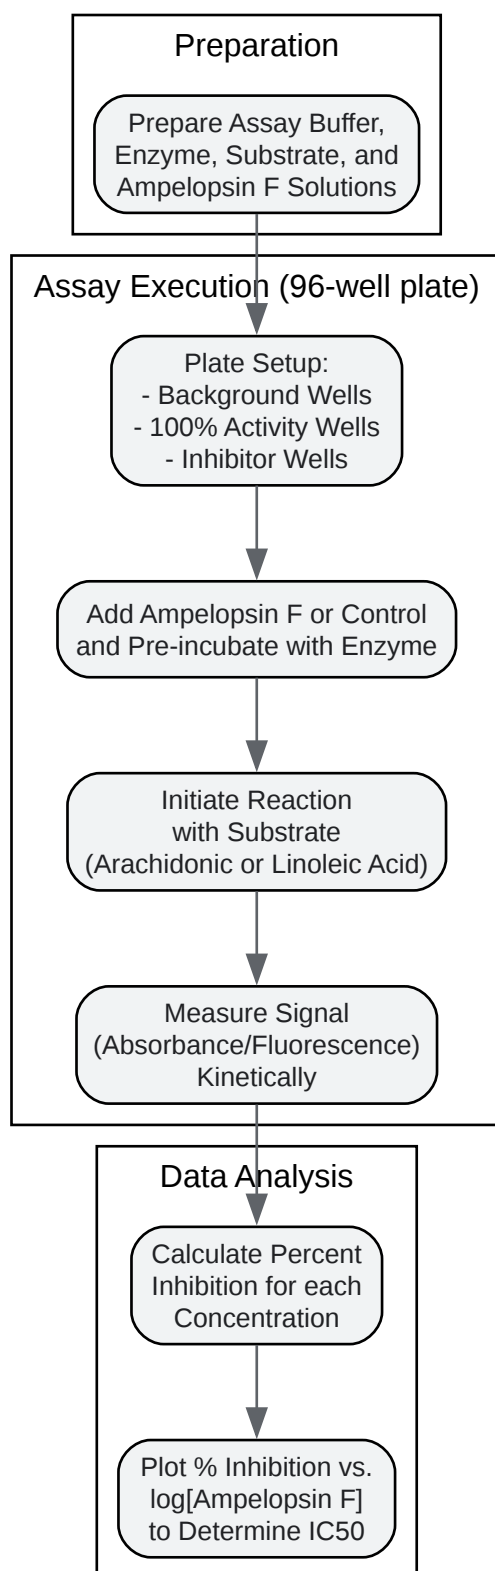 Preparation
Prepare Assay Buffer,
Enzyme, Substrate, and
Ampelopsin F Solutions
Assay Execution (96-well plate)
Plate Setup:
- Background Wells
- 100% Activity Wells
- Inhibitor Wells
Add Ampelopsin F or Control
and Pre-incubate with Enzyme
Initiate Reaction
with Substrate
(Arachidonic or Linoleic Acid)
Measure Signal
(Absorbance/Fluorescence)
Kinetically
Data Analysis
Calculate Percent
Inhibition for each
Concentration
Plot % Inhibition vs.
log[Ampelopsin F]
to Determine IC50